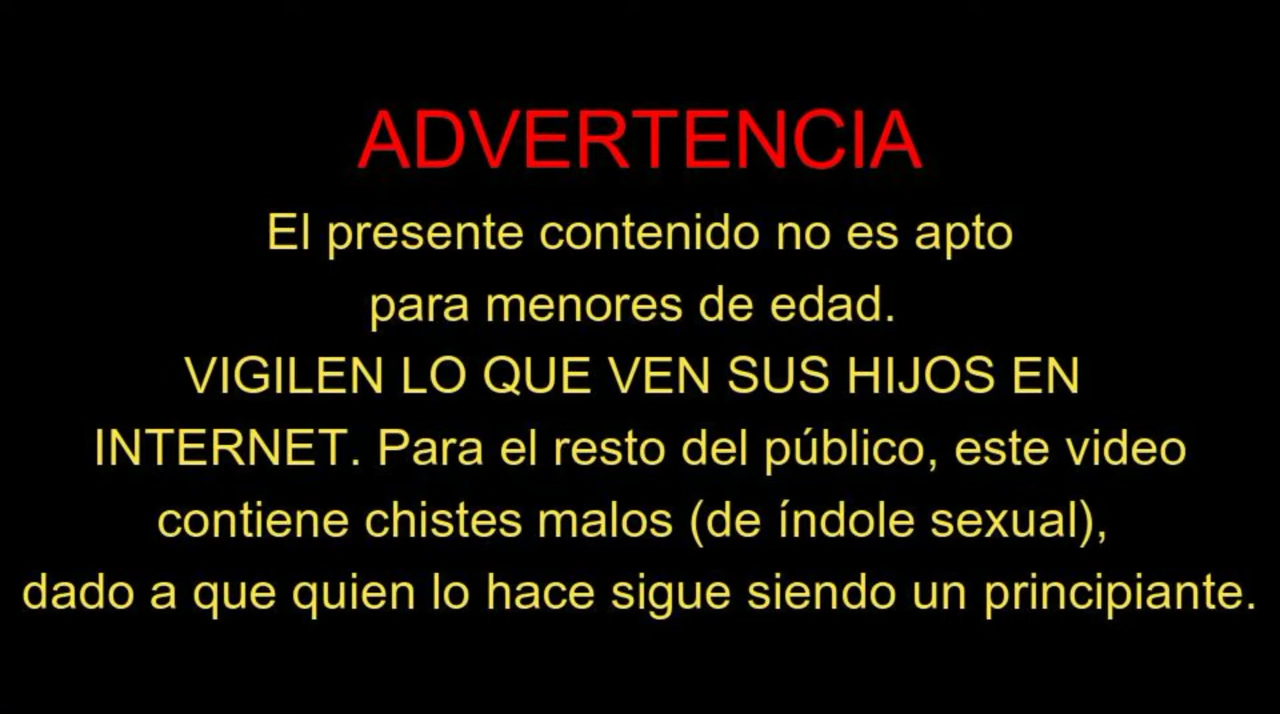 ADVERTENCIA
El presente contenido no es apto
para menores de edad.
VIGILEN LO QUE VEN SUS HIJOS EN
INTERNET. Para el resto del público, este video
contiene chistes malos (de índole sexual),
dado a que quien lo hace sigue siendo un principiante.